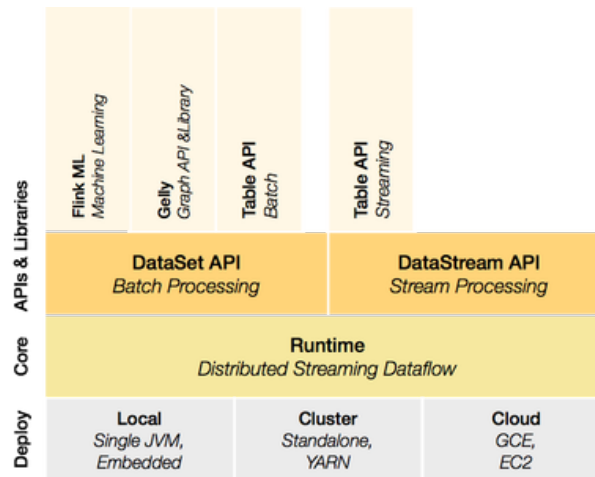 Flink ML
Machine Learning
Gelly
Graph API &Library
Table API
Batch
Table API
Streaming
APIs & Libraries
DataSet API
Batch Processing
DataStream API
Stream Processing
Core
Runtime
Distributed Streaming Dataflow
Deploy
Local
Single JVM,
Embedded
Cluster
Standalone,
YARN
Cloud
GCE,
EC2